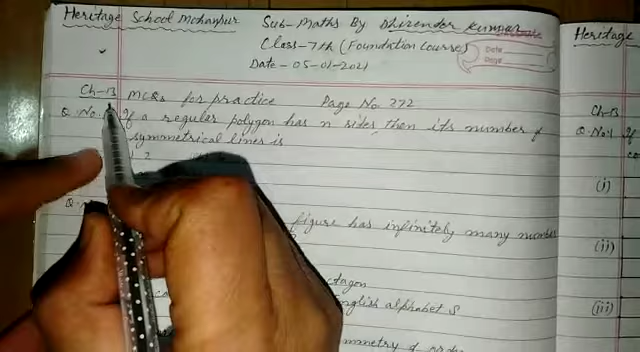 Heritage School Mohanpur Sub-Maths By Dhirender Kumar
Class-7th (Foundation Course)
Date
Page
Date-05-01-2021
Ch-13 MCQs for practice Page No. 272
Q.No.1 If a regular polygon has n sides, then its number of
symmetrical lines is
2
figure has infinitely many number
English alphabet S
Heritage
Ch-13
Q.No.1 If
(i)
(ii)
(iii)